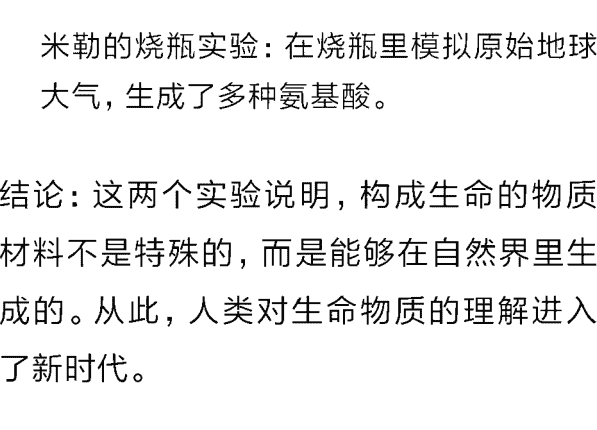 米勒的烧瓶实验：在烧瓶里模拟原始地球
大气，生成了多种氨基酸。
结论：这两个实验说明，构成生命的物质
材料不是特殊的，而是能够在自然界里生
成的。从此，人类对生命物质的理解进入
了新时代。